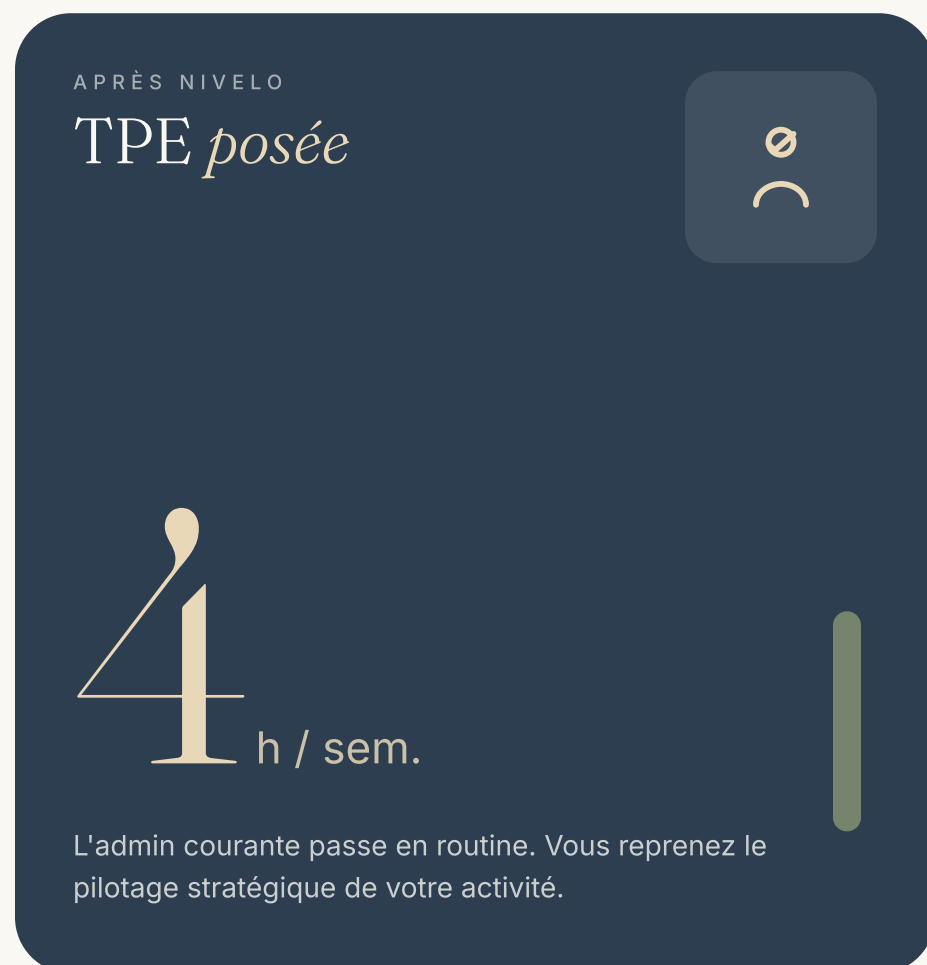 APRÈS NIVELO
TPE posée
4 h / sem.
L'admin courante passe en routine. Vous reprenez le
pilotage stratégique de votre activité.